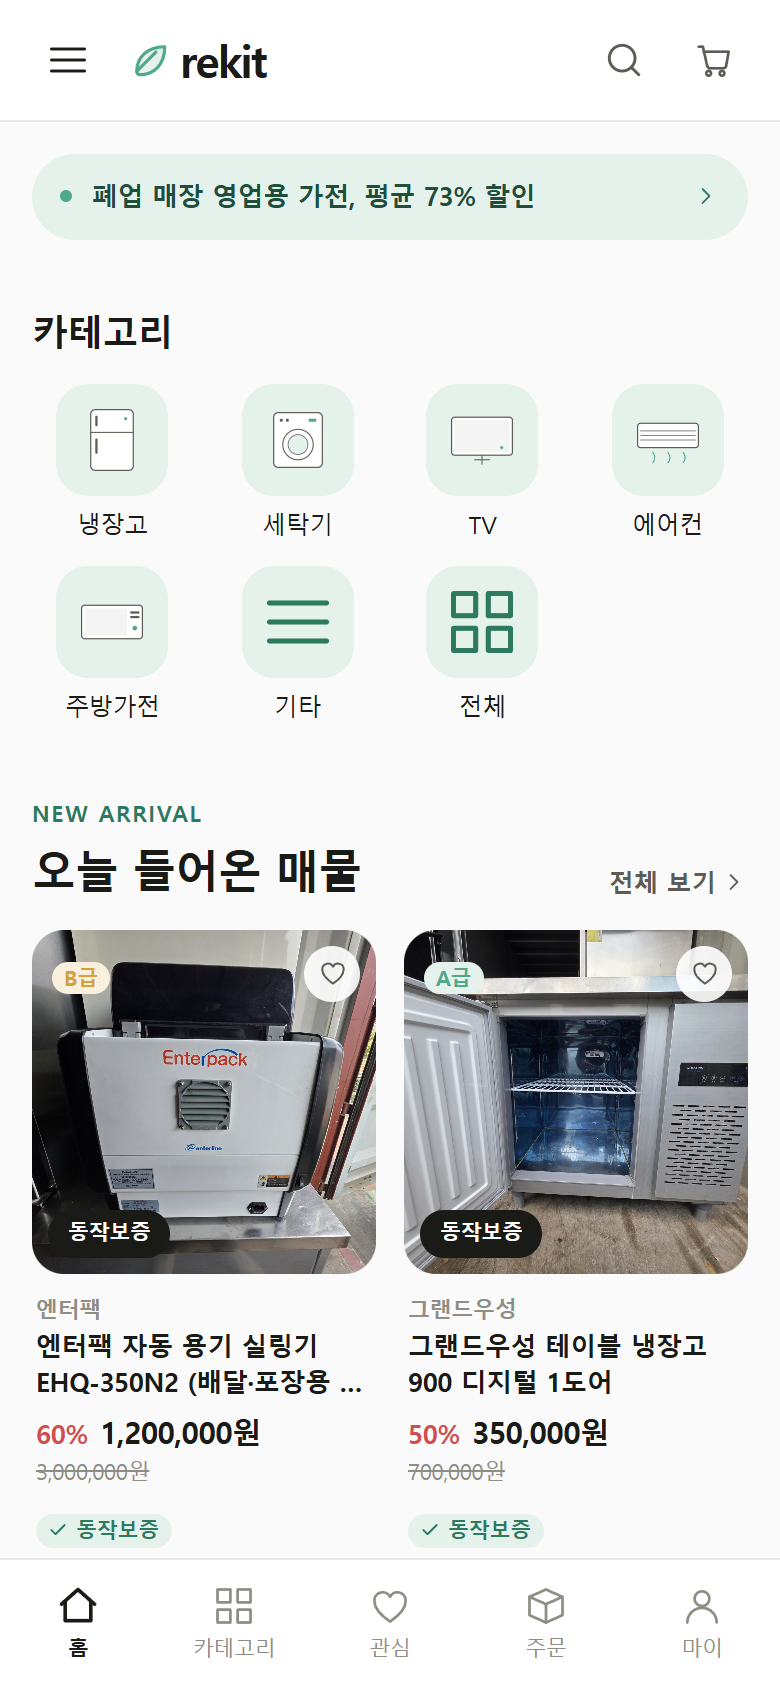 rekit
폐업 매장 영업용 가전, 평균 73% 할인
카테고리
냉장고
세탁기
TV
에어컨
주방가전
기타
전체
NEW ARRIVAL
오늘 들어온 매물
전체 보기
B급
Enterpack
enterline
동작보증
엔터팩
엔터팩 자동 용기 실링기
EHQ-350N2 (배달·포장용 ...
60% 1,200,000원
3,000,000원
동작보증
A급
동작보증
그랜드우성
그랜드우성 테이블 냉장고
900 디지털 1도어
50% 350,000원
700,000원
동작보증
홈
카테고리
관심
주문
마이